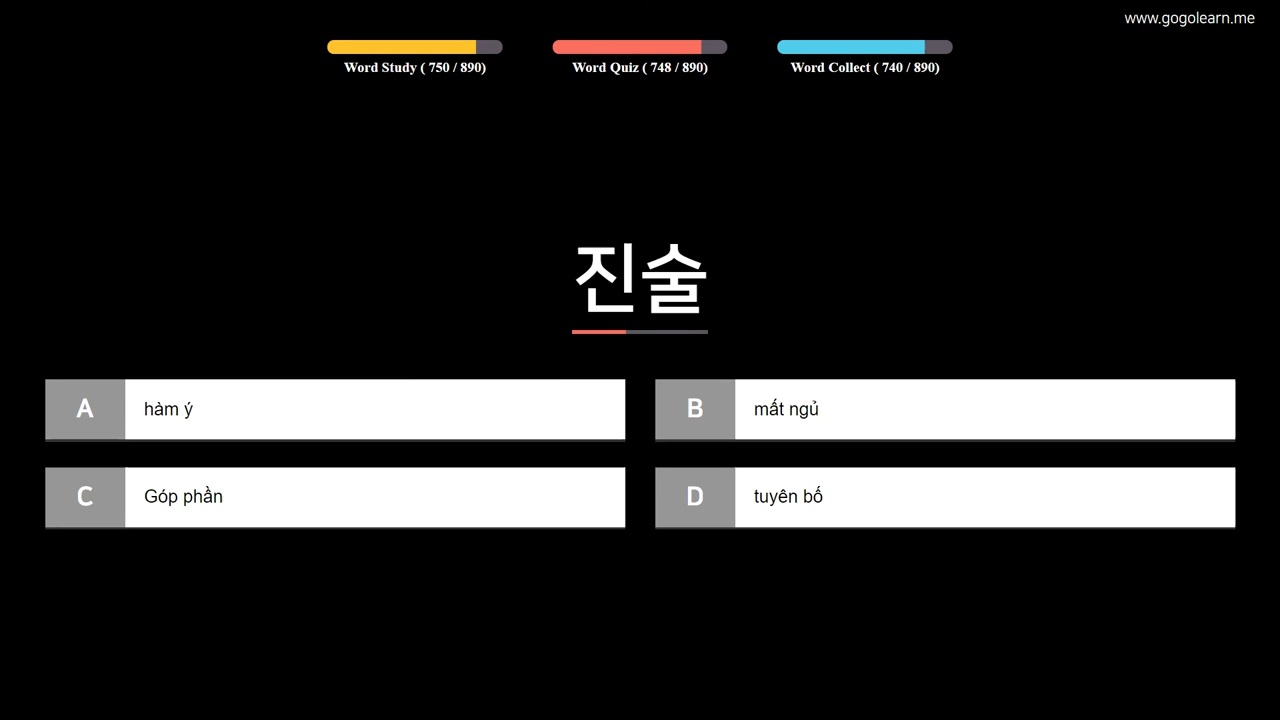 www.gogolearn.me
Word Study ( 750 / 890)
Word Quiz ( 748 / 890)
Word Collect ( 740 / 890)
진술
A hàm ý
B mất ngủ
C Góp phần
D tuyên bố